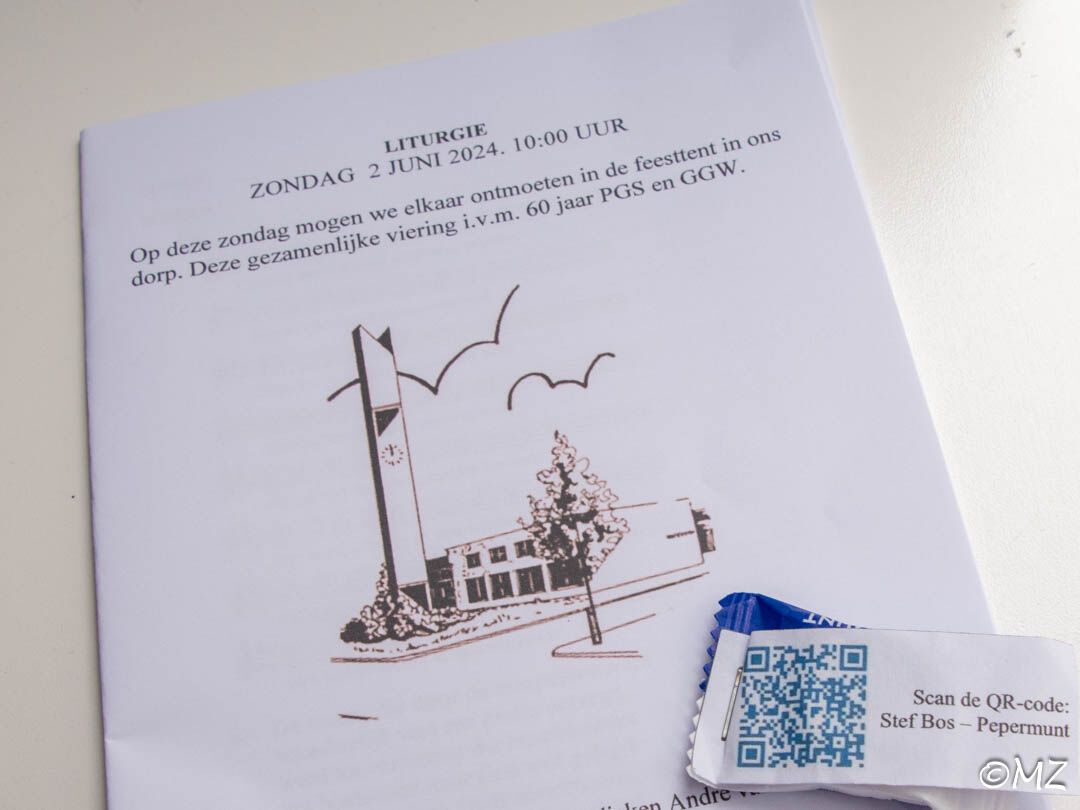 LITURGIE
ZONDAG 2 JUNI 2024. 10:00 UUR
Op deze zondag mogen we elkaar ontmoeten in de feesttent in ons
dorp. Deze gezamenlijke viering i.v.m. 60 jaar PGS en GGW.
Scan de QR-code:
Stef Bos – Pepermunt
Andre
©MZ